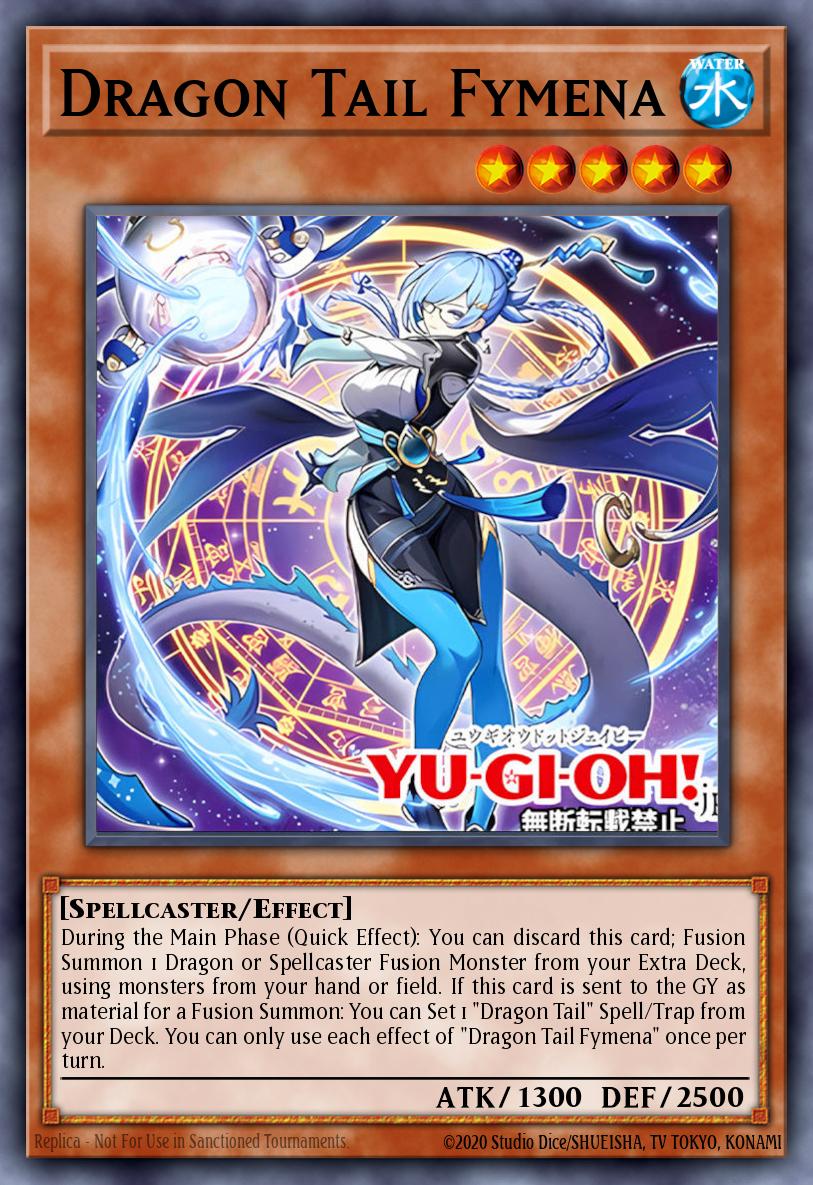 Dragon Tail Fymena
WATER
水
ユウギオウドットジェイピー
YU-GI-OH!
.JP
無断転載禁止
[Spellcaster/Effect]
During the Main Phase (Quick Effect): You can discard this card; Fusion
Summon 1 Dragon or Spellcaster Fusion Monster from your Extra Deck,
using monsters from your hand or field. If this card is sent to the GY as
material for a Fusion Summon: You can Set 1 "Dragon Tail" Spell/Trap from
your Deck. You can only use each effect of "Dragon Tail Fymena" once per
turn.
ATK/1300 DEF/2500
Replica - Not For Use in Sanctioned Tournaments.
©2020 Studio Dice/SHUEISHA, TV TOKYO, KONAMI